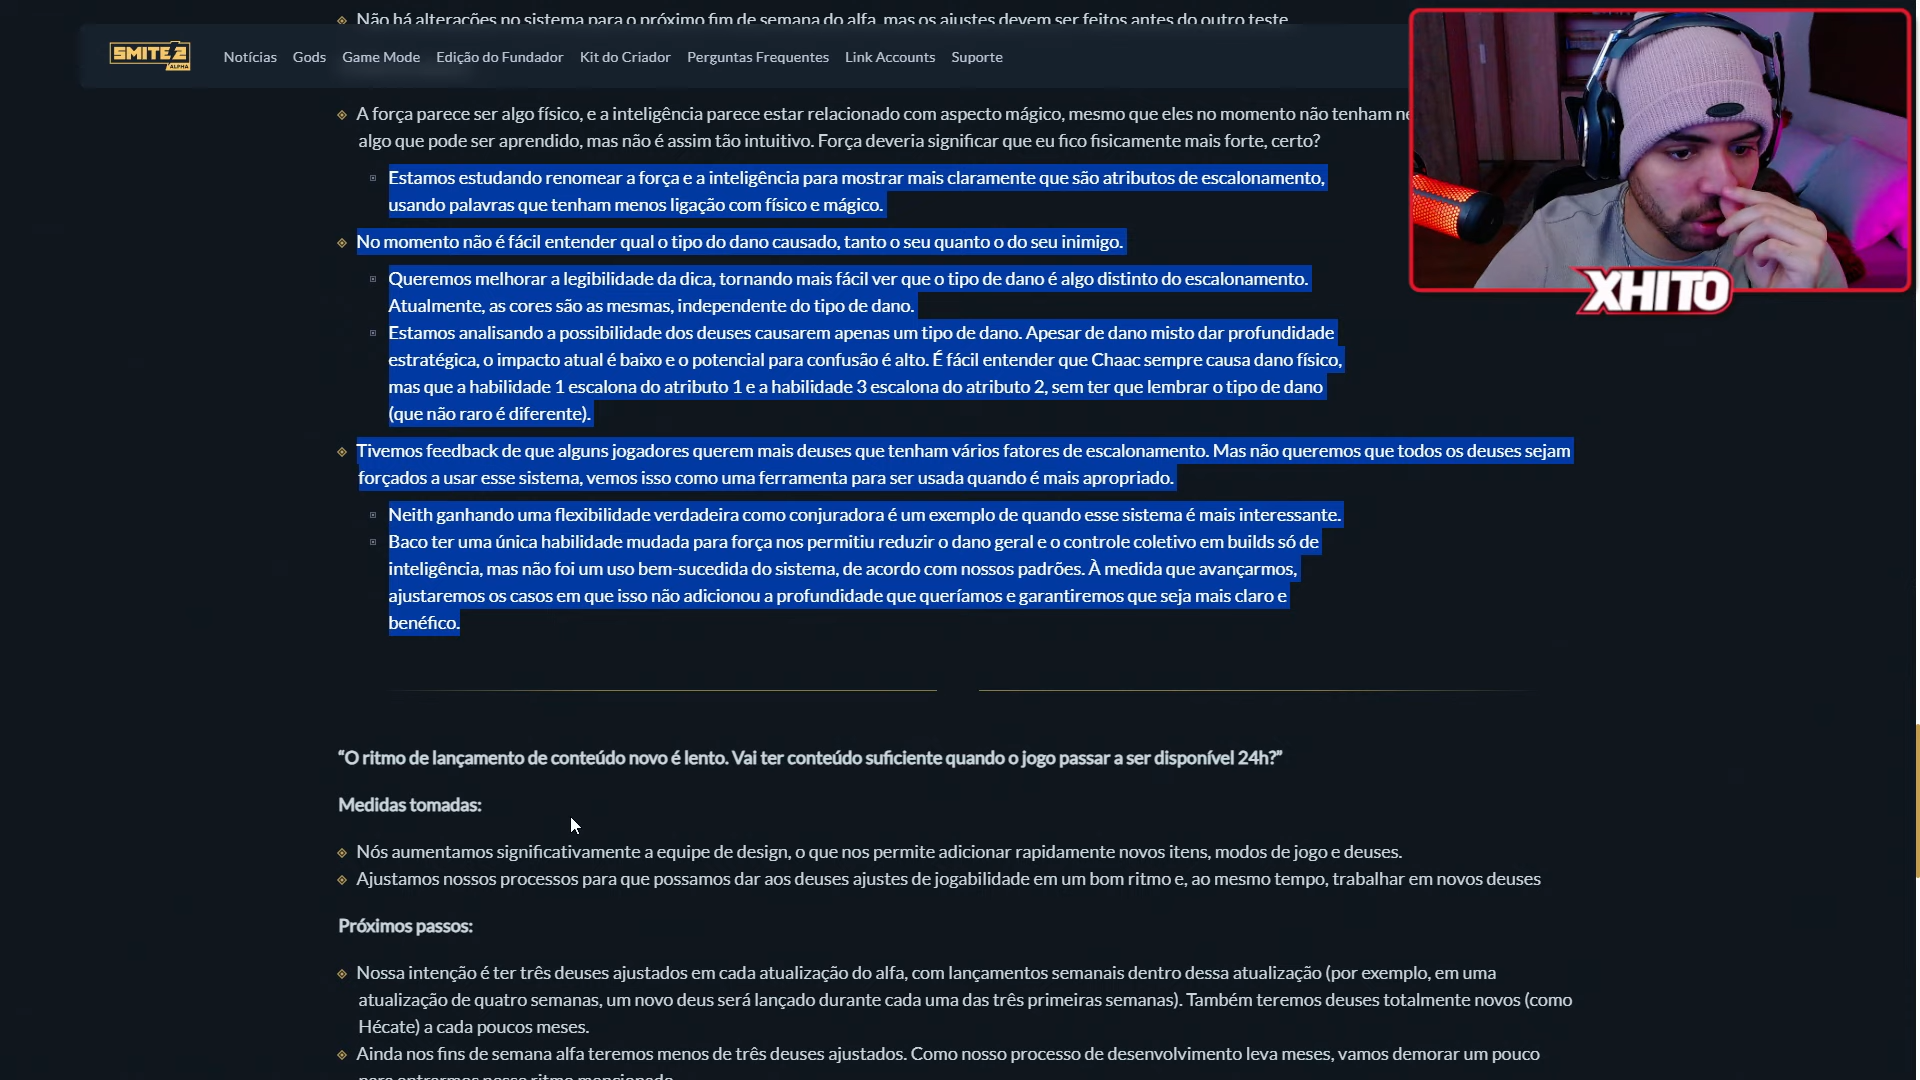 Não há alterações no sistema para o próximo fim de semana do alfa, mas os ajustes devem ser feitos antes do outro teste
SMITE 2
ALPHA
Notícias Gods Game Mode Edição do Fundador Kit do Criador Perguntas Frequentes Link Accounts Suporte
A força parece ser algo físico, e a inteligência parece estar relacionado com aspecto mágico, mesmo que eles no momento não tenham
algo que pode ser aprendido, mas não é assim tão intuitivo. Força deveria significar que eu fico fisicamente mais forte, certo?
Estamos estudando renomear a força e a inteligência para mostrar mais claramente que são atributos de escalonamento,
usando palavras que tenham menos ligação com físico e mágico.
No momento não é fácil entender qual o tipo do dano causado, tanto o seu quanto o do seu inimigo.
Queremos melhorar a legibilidade da dica, tornando mais fácil ver que o tipo de dano é algo distinto do escalonamento.
Atualmente, as cores são as mesmas, independente do tipo de dano.
Estamos analisando a possibilidade dos deuses causarem apenas um tipo de dano. Apesar de dano misto dar profundidade
estratégica, o impacto atual é baixo e o potencial para confusão é alto. É fácil entender que Chaac sempre causa dano físico,
mas que a habilidade 1 escalona do atributo 1 e a habilidade 3 escalona do atributo 2, sem ter que lembrar o tipo de dano
(que não raro é diferente).
Tivemos feedback de que alguns jogadores querem mais deuses que tenham vários fatores de escalonamento. Mas não queremos que todos os deuses sejam
forçados a usar esse sistema, vemos isso como uma ferramenta para ser usada quando é mais apropriado.
Neith ganhando uma flexibilidade verdadeira como conjuradora é um exemplo de quando esse sistema é mais interessante.
Baco ter uma única habilidade mudada para força nos permitiu reduzir o dano geral e o controle coletivo em builds só de
inteligência, mas não foi um uso bem-sucedida do sistema, de acordo com nossos padrões. À medida que avançarmos,
ajustaremos os casos em que isso não adicionou a profundidade que queríamos e garantiremos que seja mais claro e
benéfico.
“O ritmo de lançamento de conteúdo novo é lento. Vai ter conteúdo suficiente quando o jogo passar a ser disponível 24h?”
Medidas tomadas:
Nós aumentamos significativamente a equipe de design, o que nos permite adicionar rapidamente novos itens, modos de jogo e deuses.
Ajustamos nossos processos para que possamos dar aos deuses ajustes de jogabilidade em um bom ritmo e, ao mesmo tempo, trabalhar em novos deuses
Próximos passos:
Nossa intenção é ter três deuses ajustados em cada atualização do alfa, com lançamentos semanais dentro dessa atualização (por exemplo, em uma
atualização de quatro semanas, um novo deus será lançado durante cada uma das três primeiras semanas). Também teremos deuses totalmente novos (como
Hécate) a cada poucos meses.
Ainda nos fins de semana alfa teremos menos de três deuses ajustados. Como nosso processo de desenvolvimento leva meses, vamos demorar um pouco
XHITO